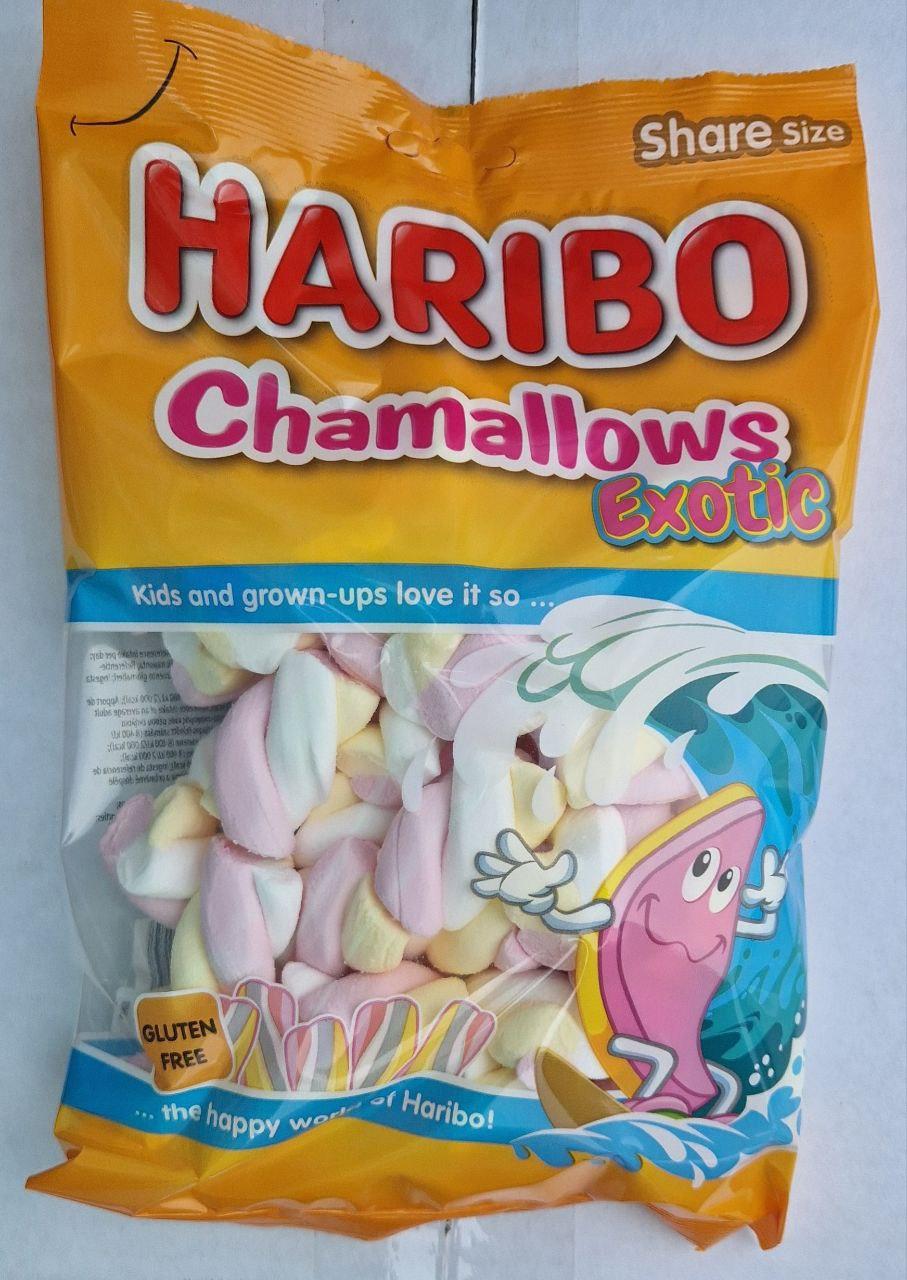 Share Size
HARIBO
Chamallows
Exotic
Kids and grown-ups love it so ...
GLUTEN
FREE
... the happy world of Haribo!